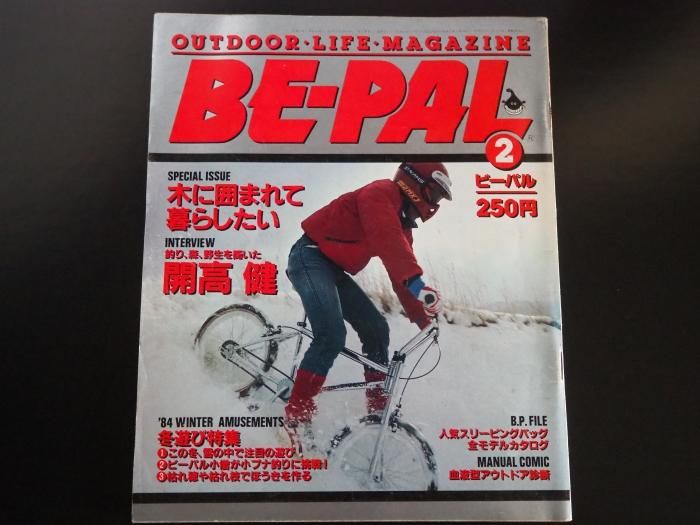 OUTDOOR・LIFE・MAGAZINE
BE-PAL
2
ビーパル
250円
SPECIAL ISSUE
木に囲まれて
暮らしたい
INTERVIEW
釣り、森、野生を語いた
開高 健
'84 WINTER AMUSEMENTS
冬遊び特集
❶この冬、雪の中で注目の遊び!
❷ビーパル小僧が小ブナ釣りに挑戦!
❸枯れ穂や枯れ枝でほうきを作る
B.P. FILE
人気スリーピングバッグ
全モデルカタログ
MANUAL COMIC
血液型アウトドア診断